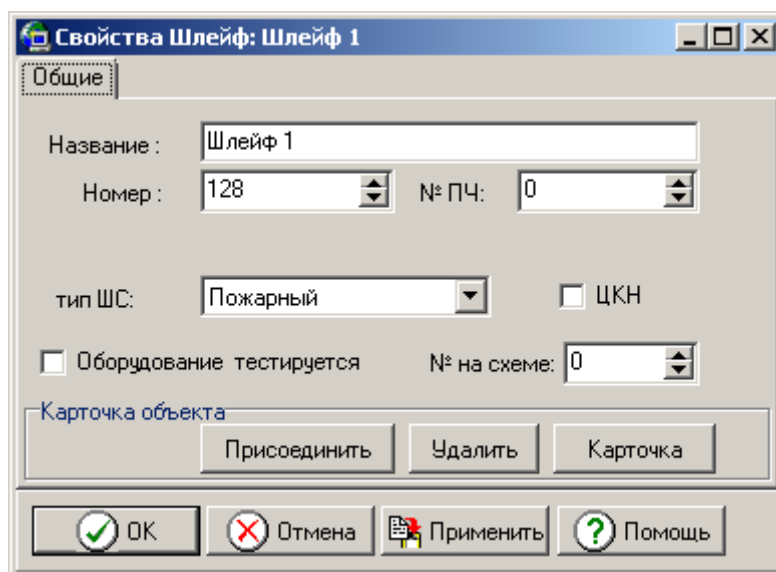 Свойства Шлейф: Шлейф 1
Общие
Название : Шлейф 1
Номер : 128 № ПЧ: 0
тип ШС: Пожарный ЦКН
Оборудование тестируется № на схеме: 0
Карточка объекта
Присоединить Удалить Карточка
OK Отмена Применить Помощь